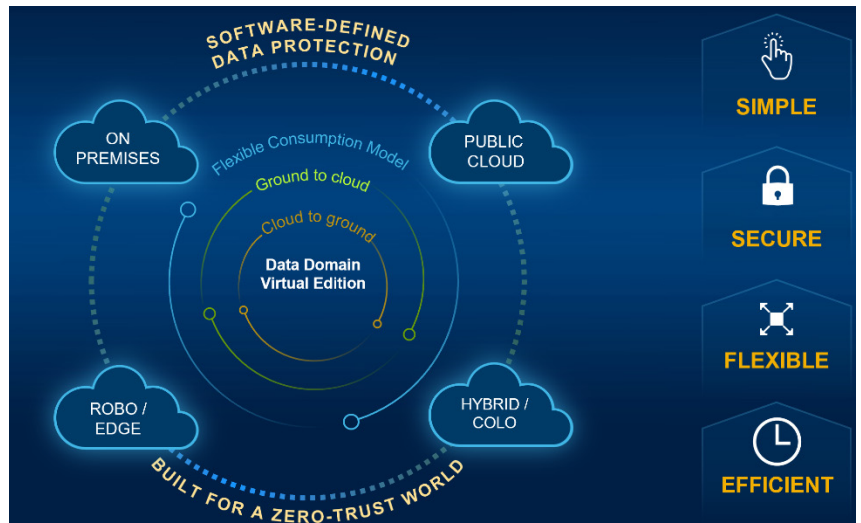 SOFTWARE-DEFINED
DATA PROTECTION
ON
PREMISES
PUBLIC
CLOUD
Flexible Consumption Model
Ground to cloud
Cloud to ground
Data Domain
Virtual Edition
ROBO /
EDGE
HYBRID /
COLO
BUILT FOR A ZERO-TRUST WORLD
SIMPLE
SECURE
FLEXIBLE
EFFICIENT